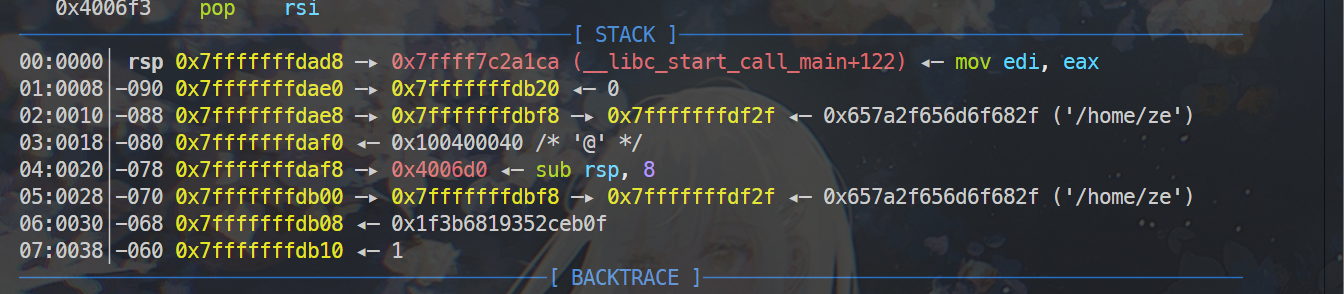 0x4006f3 pop rsi
[ STACK ]
00:0000│ rsp 0x7fffffffdad8 —▸ 0x7ffff7c2a1ca (__libc_start_call_main+122) ◂— mov edi, eax
01:0008│-090 0x7fffffffdae0 —▸ 0x7fffffffdb20 ◂— 0
02:0010│-088 0x7fffffffdae8 —▸ 0x7fffffffdbf8 —▸ 0x7fffffffdf2f ◂— 0x657a2f656d6f682f ('/home/ze')
03:0018│-080 0x7fffffffdaf0 ◂— 0x100400040 /* '@' */
04:0020│-078 0x7fffffffdaf8 —▸ 0x4006d0 ◂— sub rsp, 8
05:0028│-070 0x7fffffffdb00 —▸ 0x7fffffffdbf8 —▸ 0x7fffffffdf2f ◂— 0x657a2f656d6f682f ('/home/ze')
06:0030│-068 0x7fffffffdb08 ◂— 0x1f3b6819352ceb0f
07:0038│-060 0x7fffffffdb10 ◂— 1
[ BACKTRACE ]